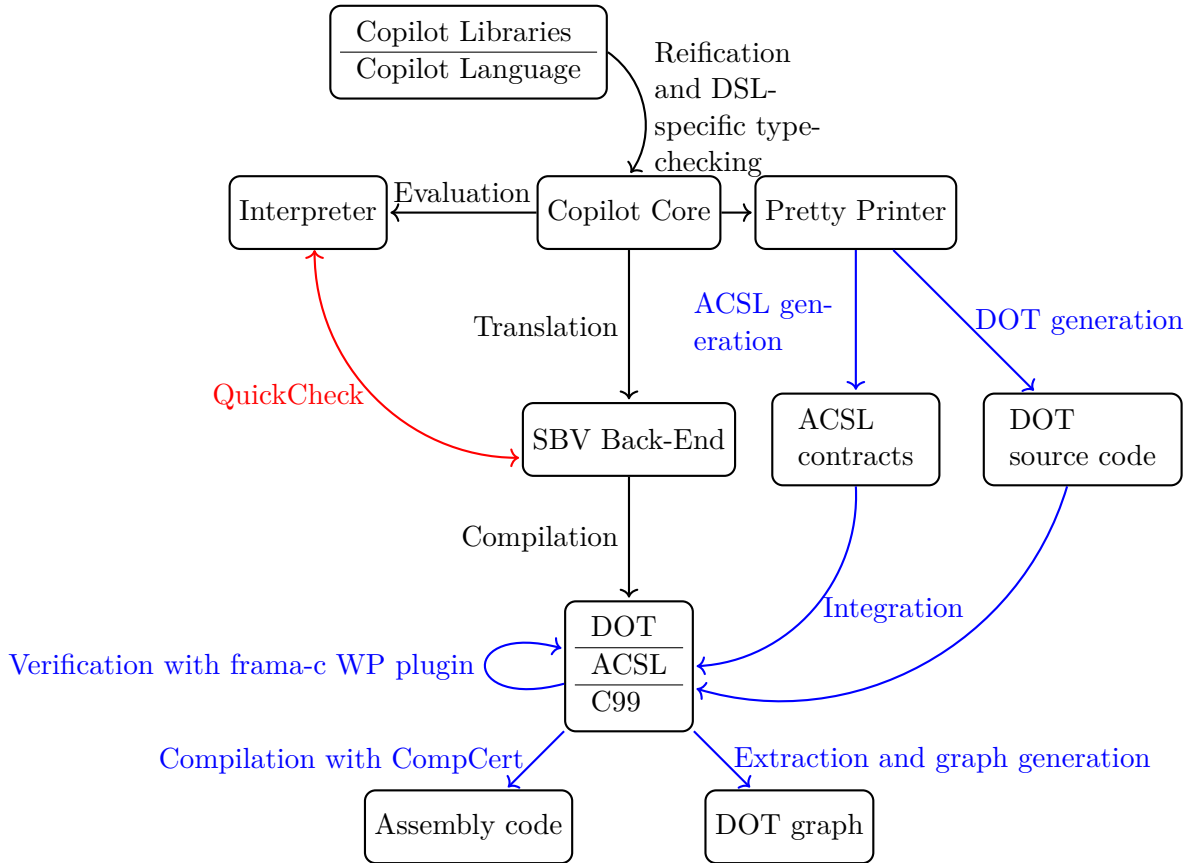 Copilot Libraries
Copilot Language
Reification
and DSL-
specific type-
checking
Interpreter
Evaluation
Copilot Core
Pretty Printer
Translation
ACSL gen-
eration
DOT generation
QuickCheck
SBV Back-End
ACSL
contracts
DOT
source code
Compilation
Integration
DOT
ACSL
C99
Verification with frama-c WP plugin
Compilation with CompCert
Extraction and graph generation
Assembly code
DOT graph